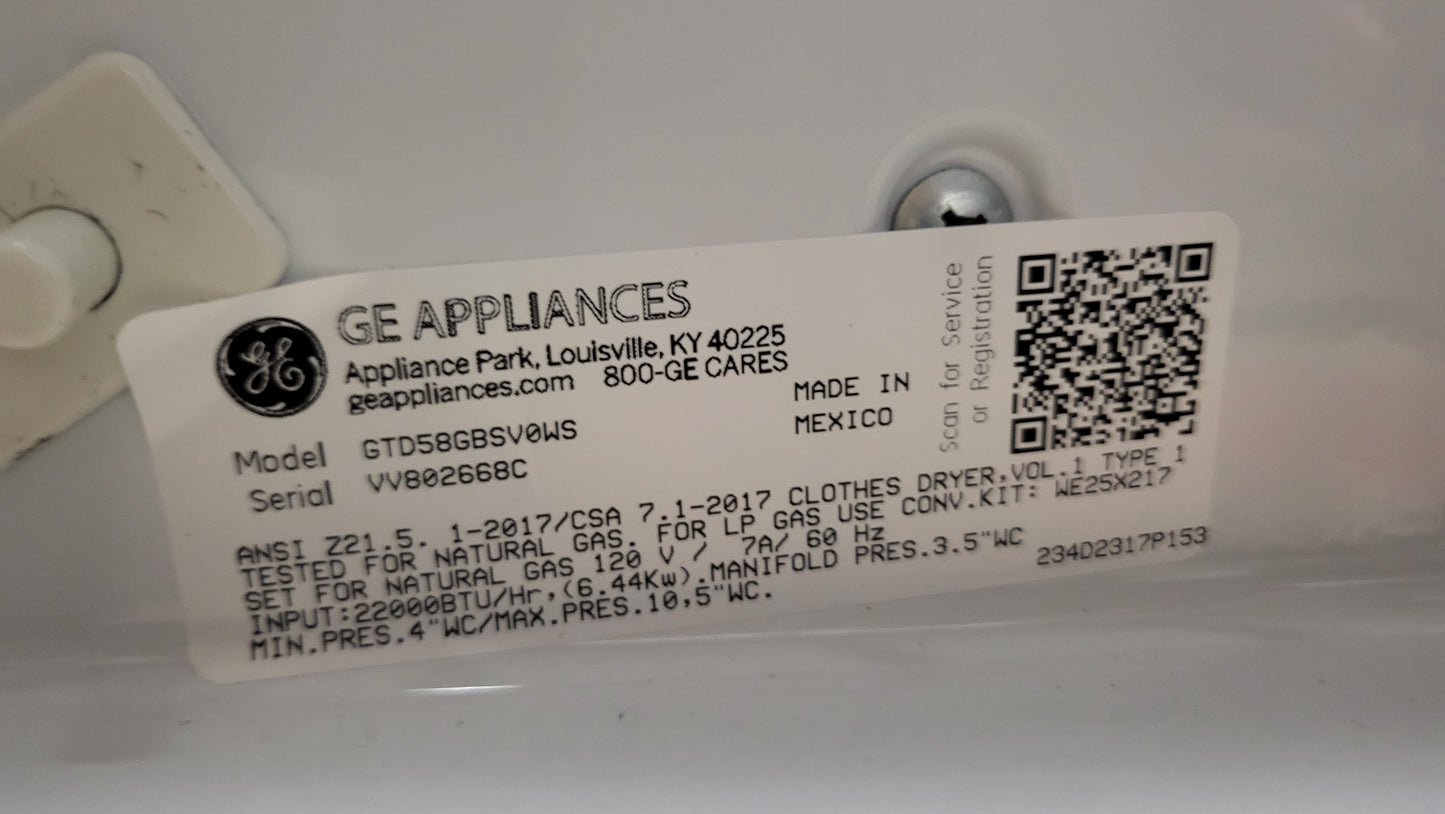 GE
GE APPLIANCES
Appliance Park, Louisville, KY 40225
geappliances.com 800-GE CARES
MADE IN
MEXICO
Scan for Service
or Registration
Model GTD58GBSV0WS
Serial VV802668C
ANSI Z21.5. 1-2017/CSA 7.1-2017 CLOTHES DRYER,VOL.1 TYPE 1
TESTED FOR NATURAL GAS. FOR LP GAS USE CONV.KIT: WE25X217
SET FOR NATURAL GAS 120 V / 7A/ 60 Hz
INPUT:22000BTU/Hr,(6.44Kw).MANIFOLD PRES.3.5"WC
MIN.PRES.4"WC/MAX.PRES.10,5"WC.
234D2317P153